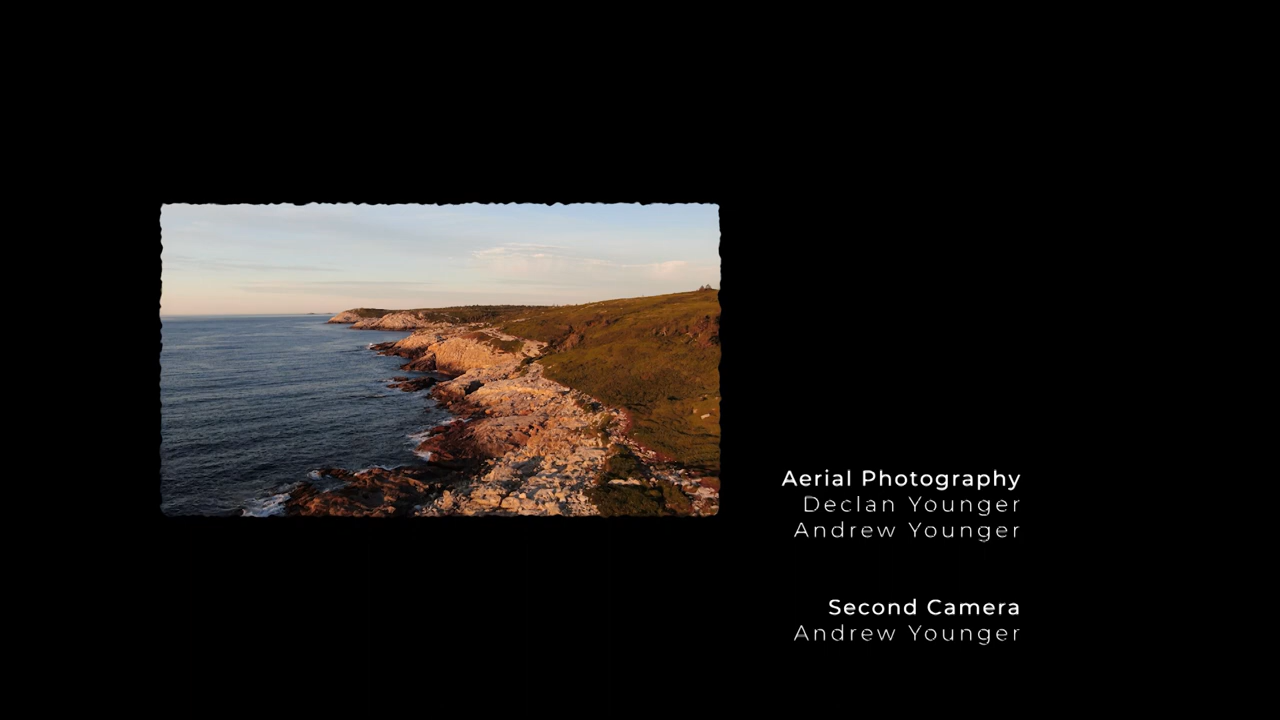 Aerial Photography
Declan Younger
Andrew Younger
Second Camera
Andrew Younger